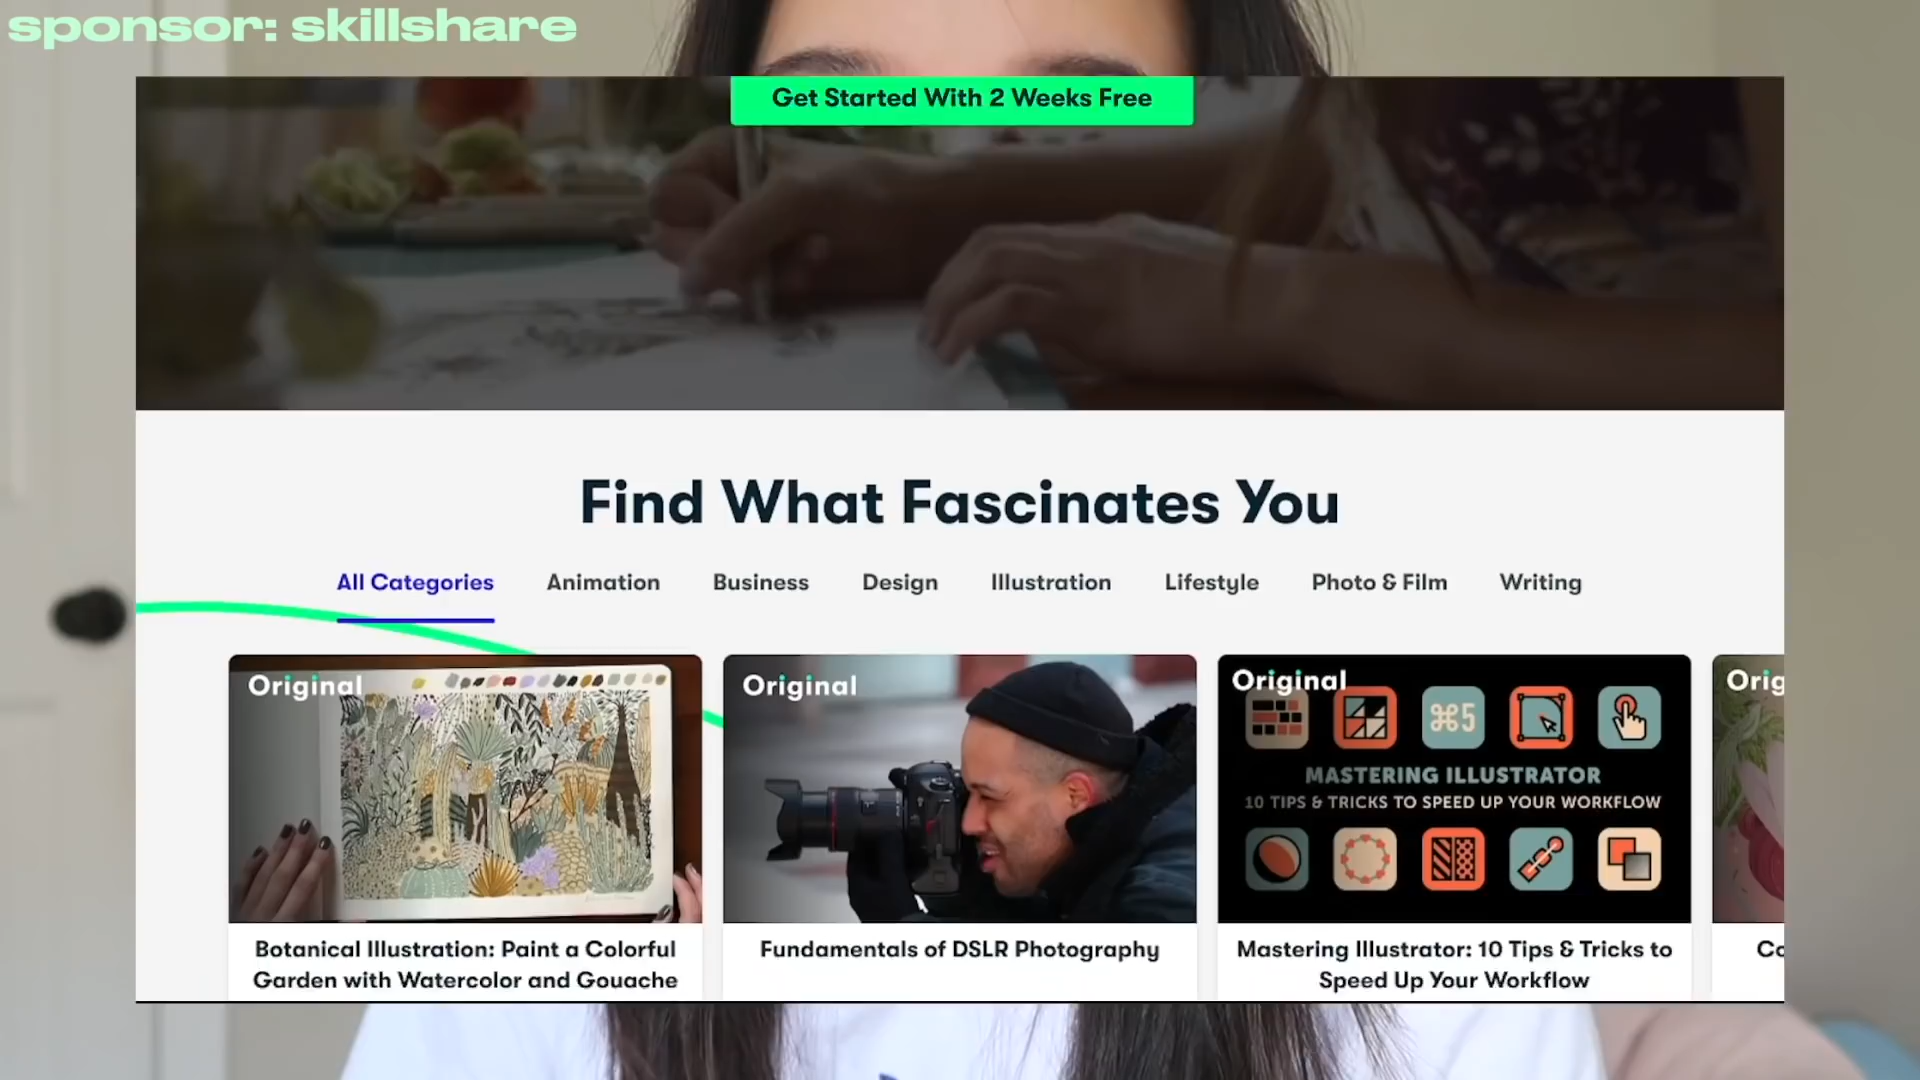 sponsor: skillshare
Get Started With 2 Weeks Free
Find What Fascinates You
All Categories Animation Business Design Illustration Lifestyle Photo & Film Writing
Original
Botanical Illustration: Paint a Colorful
Garden with Watercolor and Gouache
Original
Fundamentals of DSLR Photography
Original
⌘5
MASTERING ILLUSTRATOR
10 TIPS & TRICKS TO SPEED UP YOUR WORKFLOW
Mastering Illustrator: 10 Tips & Tricks to
Speed Up Your Workflow
Orig
Co